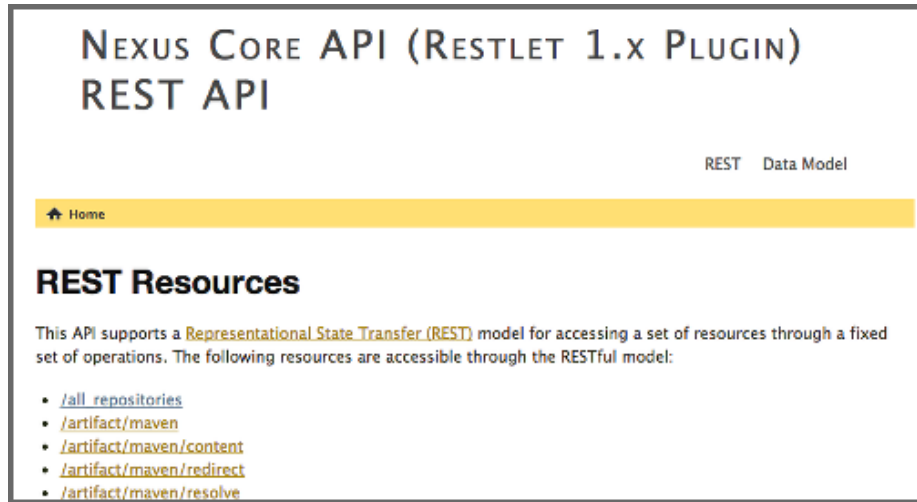 Nexus Core API (Restlet 1.x Plugin)
REST API
REST Data Model
Home
REST Resources
This API supports a Representational State Transfer (REST) model for accessing a set of resources through a fixed
set of operations. The following resources are accessible through the RESTful model:
• /all_repositories
• /artifact/maven
• /artifact/maven/content
• /artifact/maven/redirect
• /artifact/maven/resolve